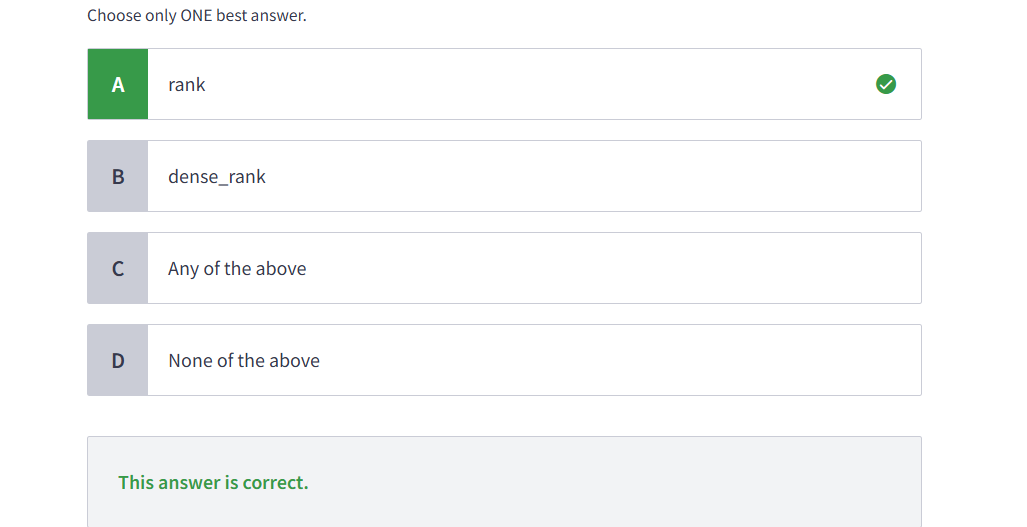 Choose only ONE best answer.
A rank
B dense_rank
C Any of the above
D None of the above
This answer is correct.